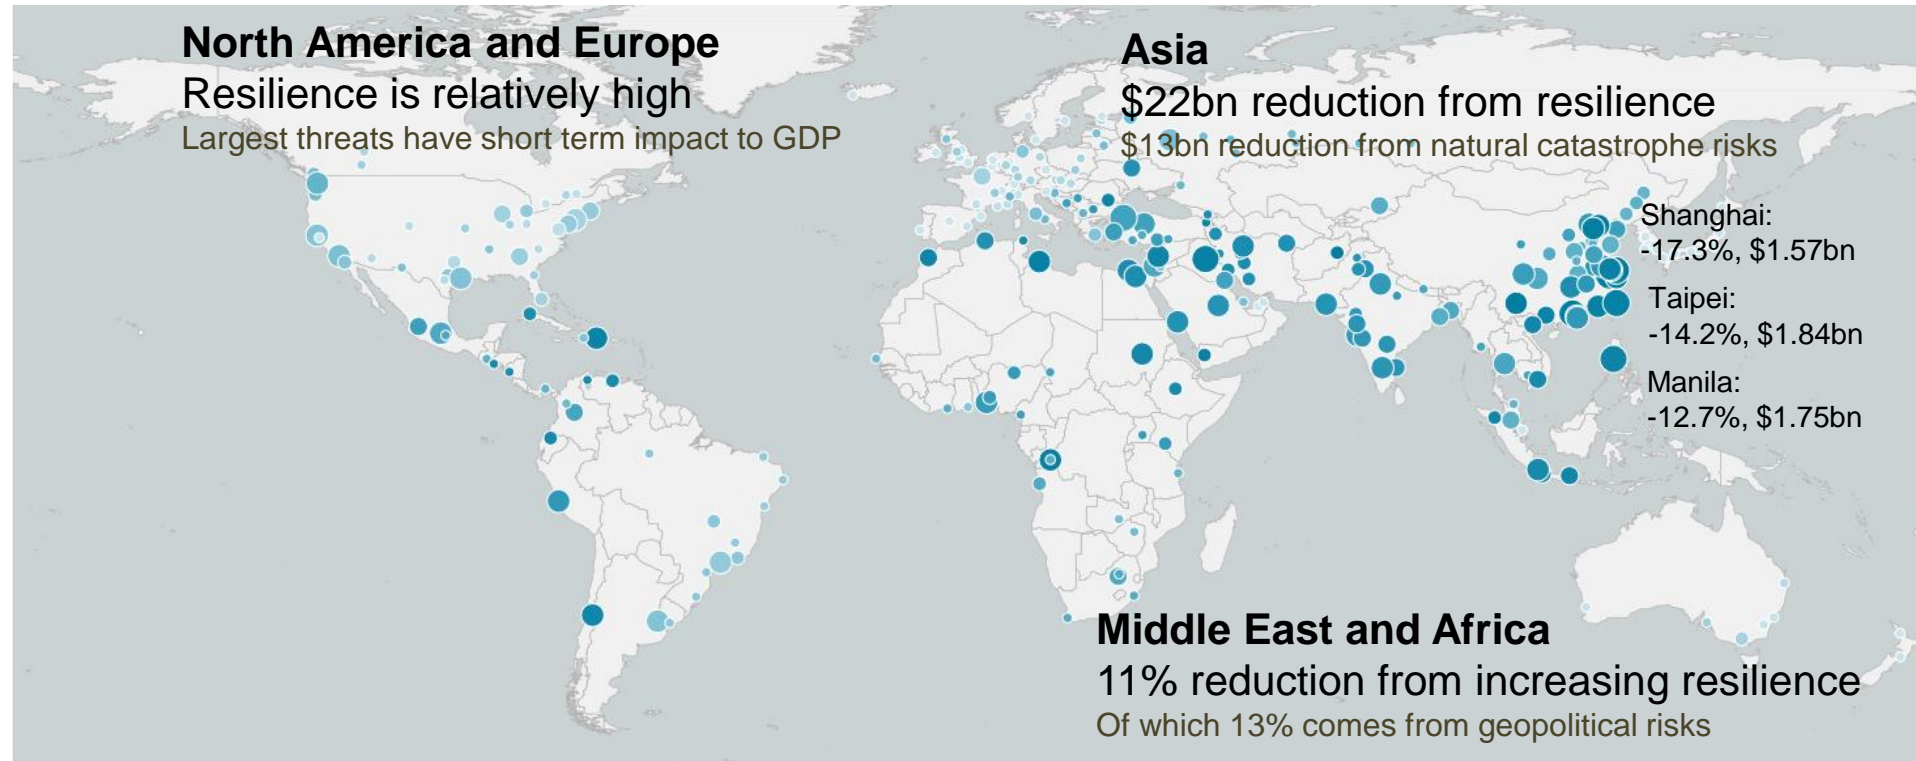 North America and Europe
Resilience is relatively high
Largest threats have short term impact to GDP
Asia
$22bn reduction from resilience
$13bn reduction from natural catastrophe risks
Shanghai:
-17.3%, $1.57bn
Taipei:
-14.2%, $1.84bn
Manila:
-12.7%, $1.75bn
Middle East and Africa
11% reduction from increasing resilience
Of which 13% comes from geopolitical risks